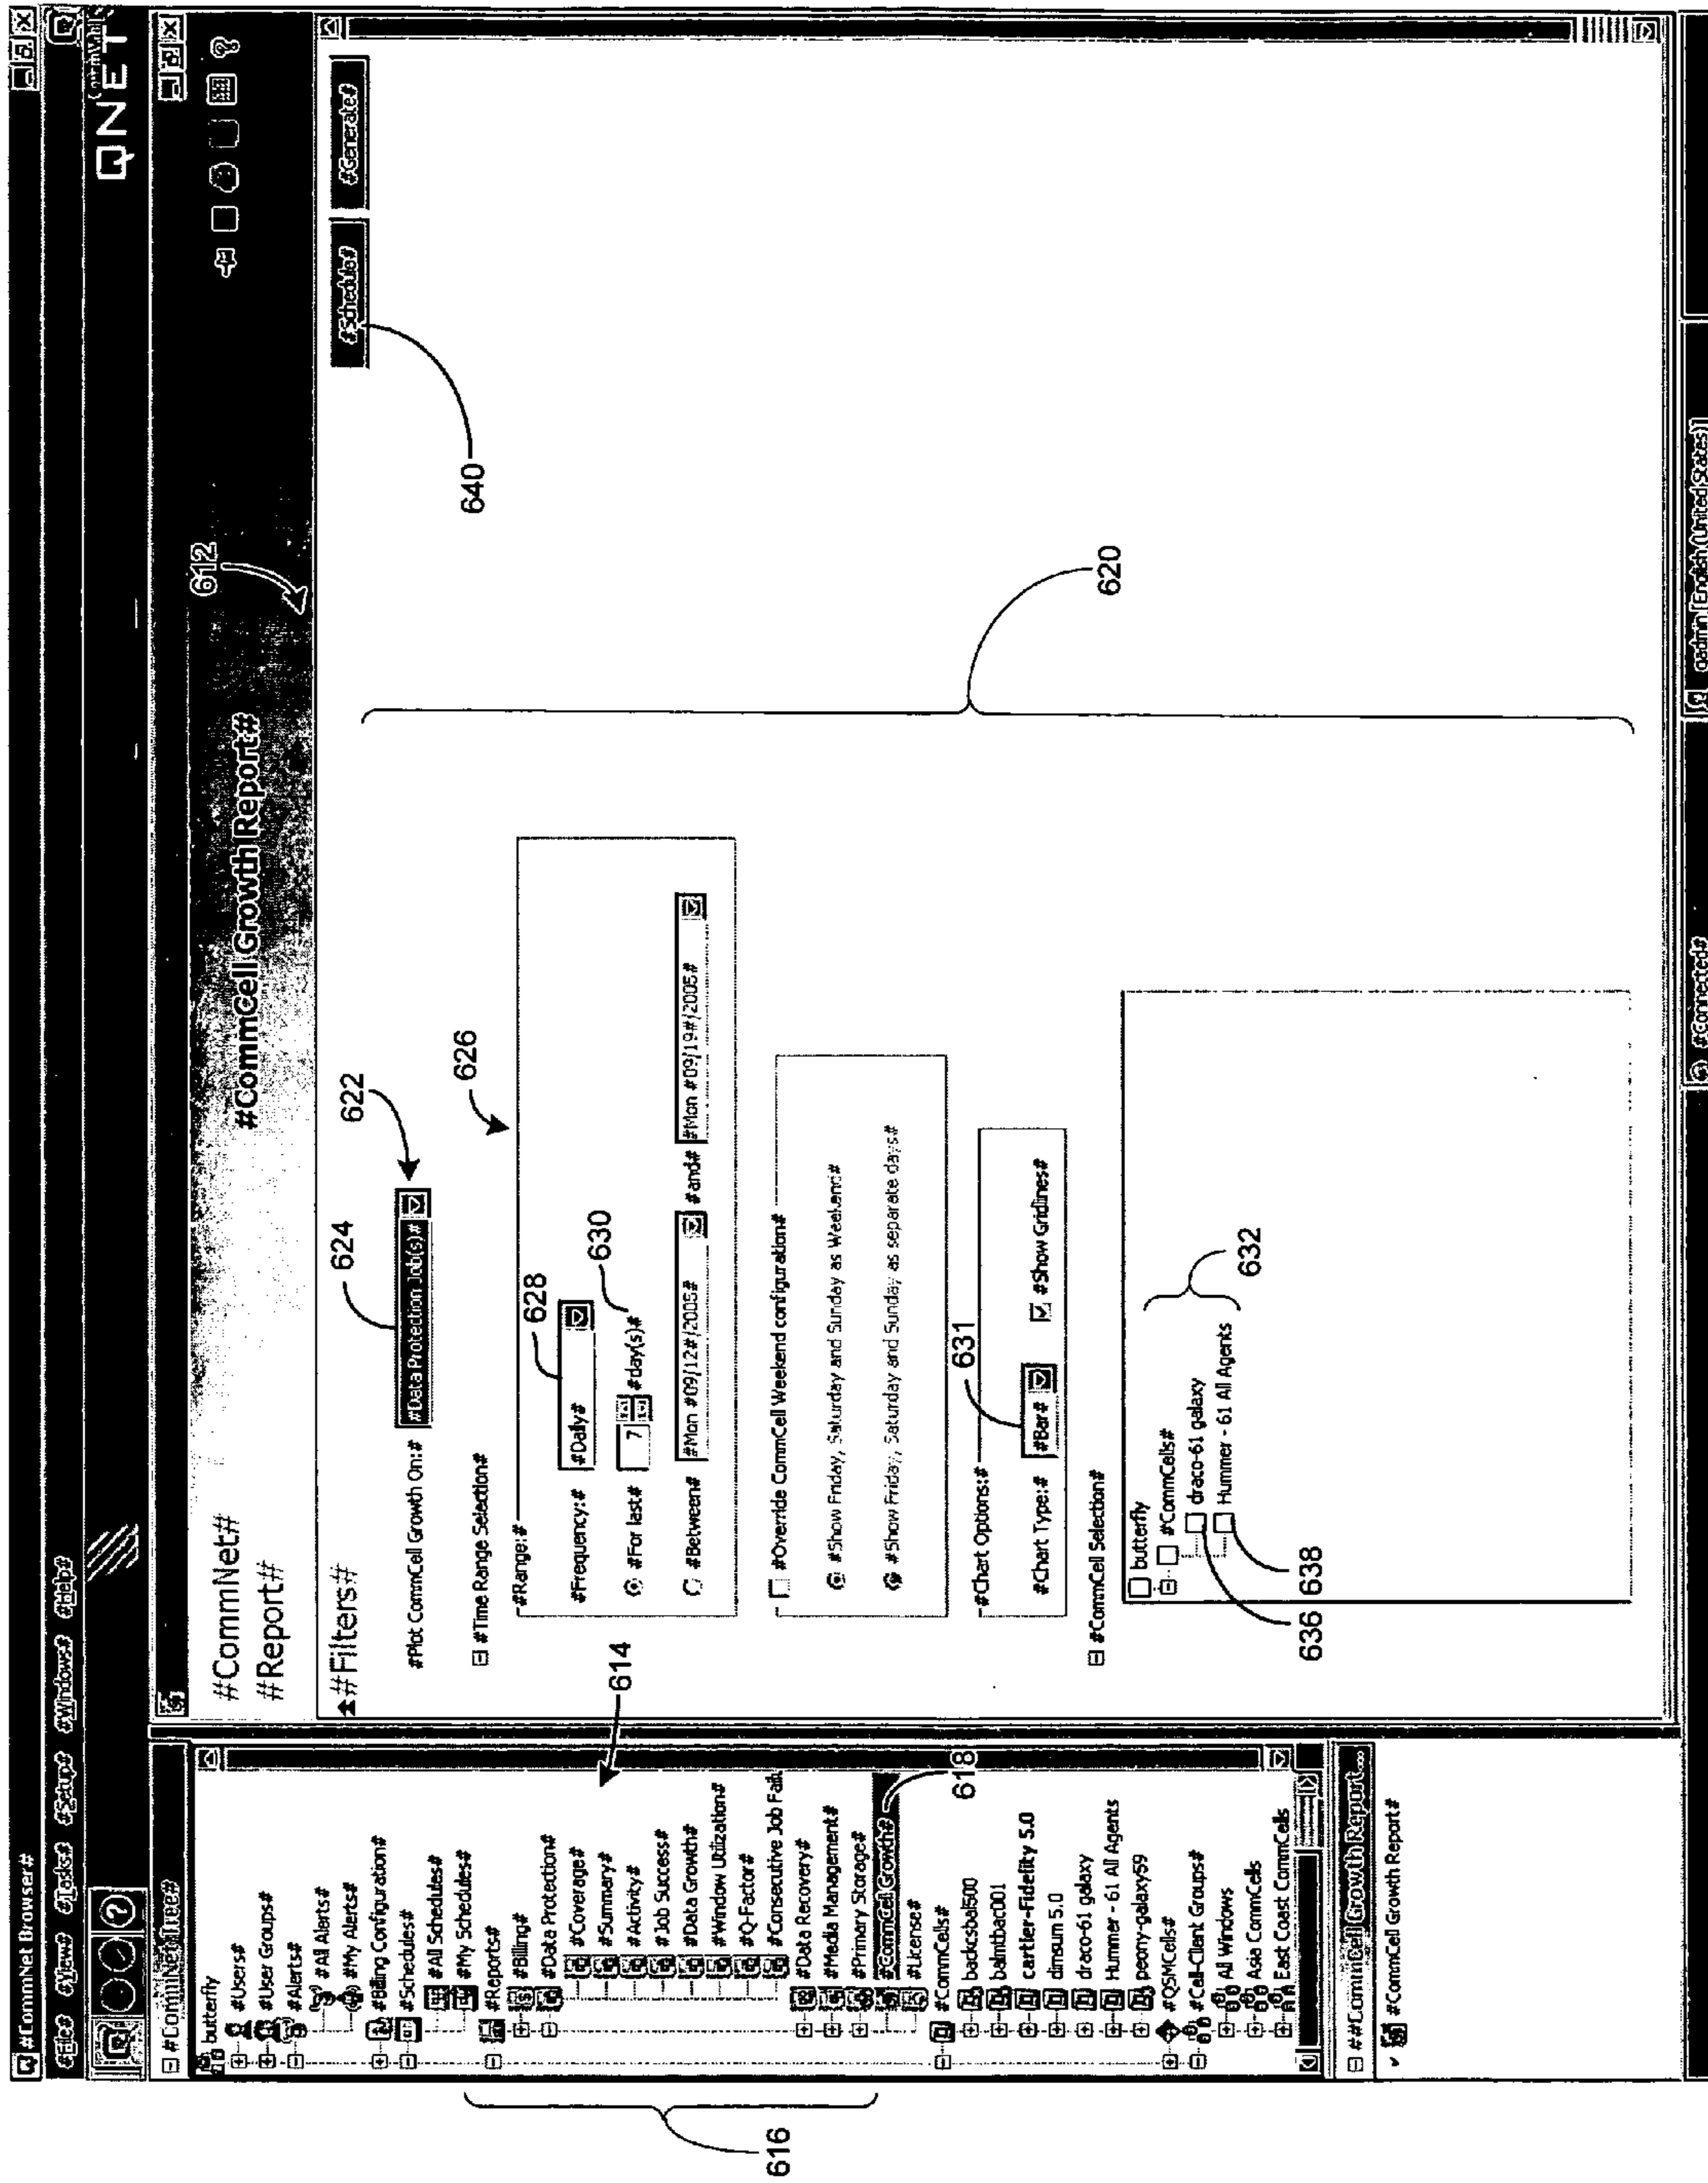 #CommNet Browser#
#File# #View# #Tasks# #Setup# #Windows# #Help#
QNET
#CommNet Tree#
butterfly
#Users#
#User Groups#
#Alerts#
#All Alerts#
#My Alerts#
#Billing Configuration#
#Schedules#
#All Schedules#
#My Schedules#
#Reports#
#Billing#
#Data Protection#
#Coverage#
#Summary#
#Activity#
#Job Success#
#Data Growth#
#Window Utilization#
#Q-Factor#
#Consecutive Job Fail
#Data Recovery#
#Media Management#
#Primary Storage#
#CommCell Growth#
#License#
#CommCells#
backcsbal500
balmtbac001
cartier-Fidelity 5.0
dimsum 5.0
draco-61 galaxy
Hummer - 61 All Agents
peony-galaxy59
#QSMCells#
#Cell-Client Groups#
All Windows
Asia CommCells
East Coast CommCells
##CommCell Growth Report...
#CommCell Growth Report#
614
616
618
#CommNet#
#Report#
#CommCell Growth Report#
612
?
#Filters#
#Schedule# #Generate#
640
#Plot CommCell Growth On:# #Data Protection Job(s)#
624
622
#Time Range Selection#
626
#Range:#
#Frequency:# #Daily#
628
#For last# 7 #day(s)#
630
#Between# #Mon #09/12#/2005# #and# #Mon #09/19#/2005#
#Override CommCell Weekend configuration#
#Show Friday, Saturday and Sunday as Weekend#
#Show Friday, Saturday and Sunday as separate days#
#Chart Options:#
631
#Chart Type:# #Bar# #Show Gridlines#
#CommCell Selection#
butterfly
#CommCells#
draco-61 galaxy
Hummer - 61 All Agents
632
636
638
620
#Connected#
qadmin [English (United States)]